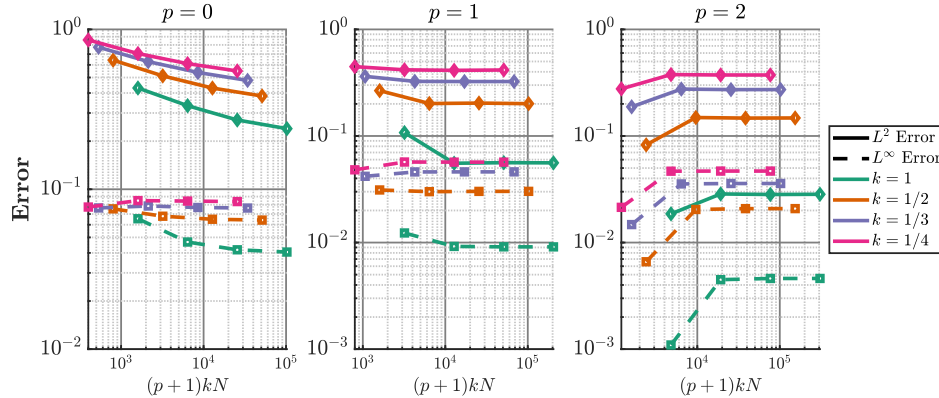 p = 0
p = 1
p = 2
Error
10^0
10^{-1}
10^{-2}
10^3
10^4
10^5
(p + 1)kN
10^0
10^{-1}
10^{-2}
10^{-3}
10^3
10^4
10^5
(p + 1)kN
10^0
10^{-1}
10^{-2}
10^{-3}
10^4
10^5
(p + 1)kN
L^2 Error
L^∞ Error
k = 1
k = 1/2
k = 1/3
k = 1/4